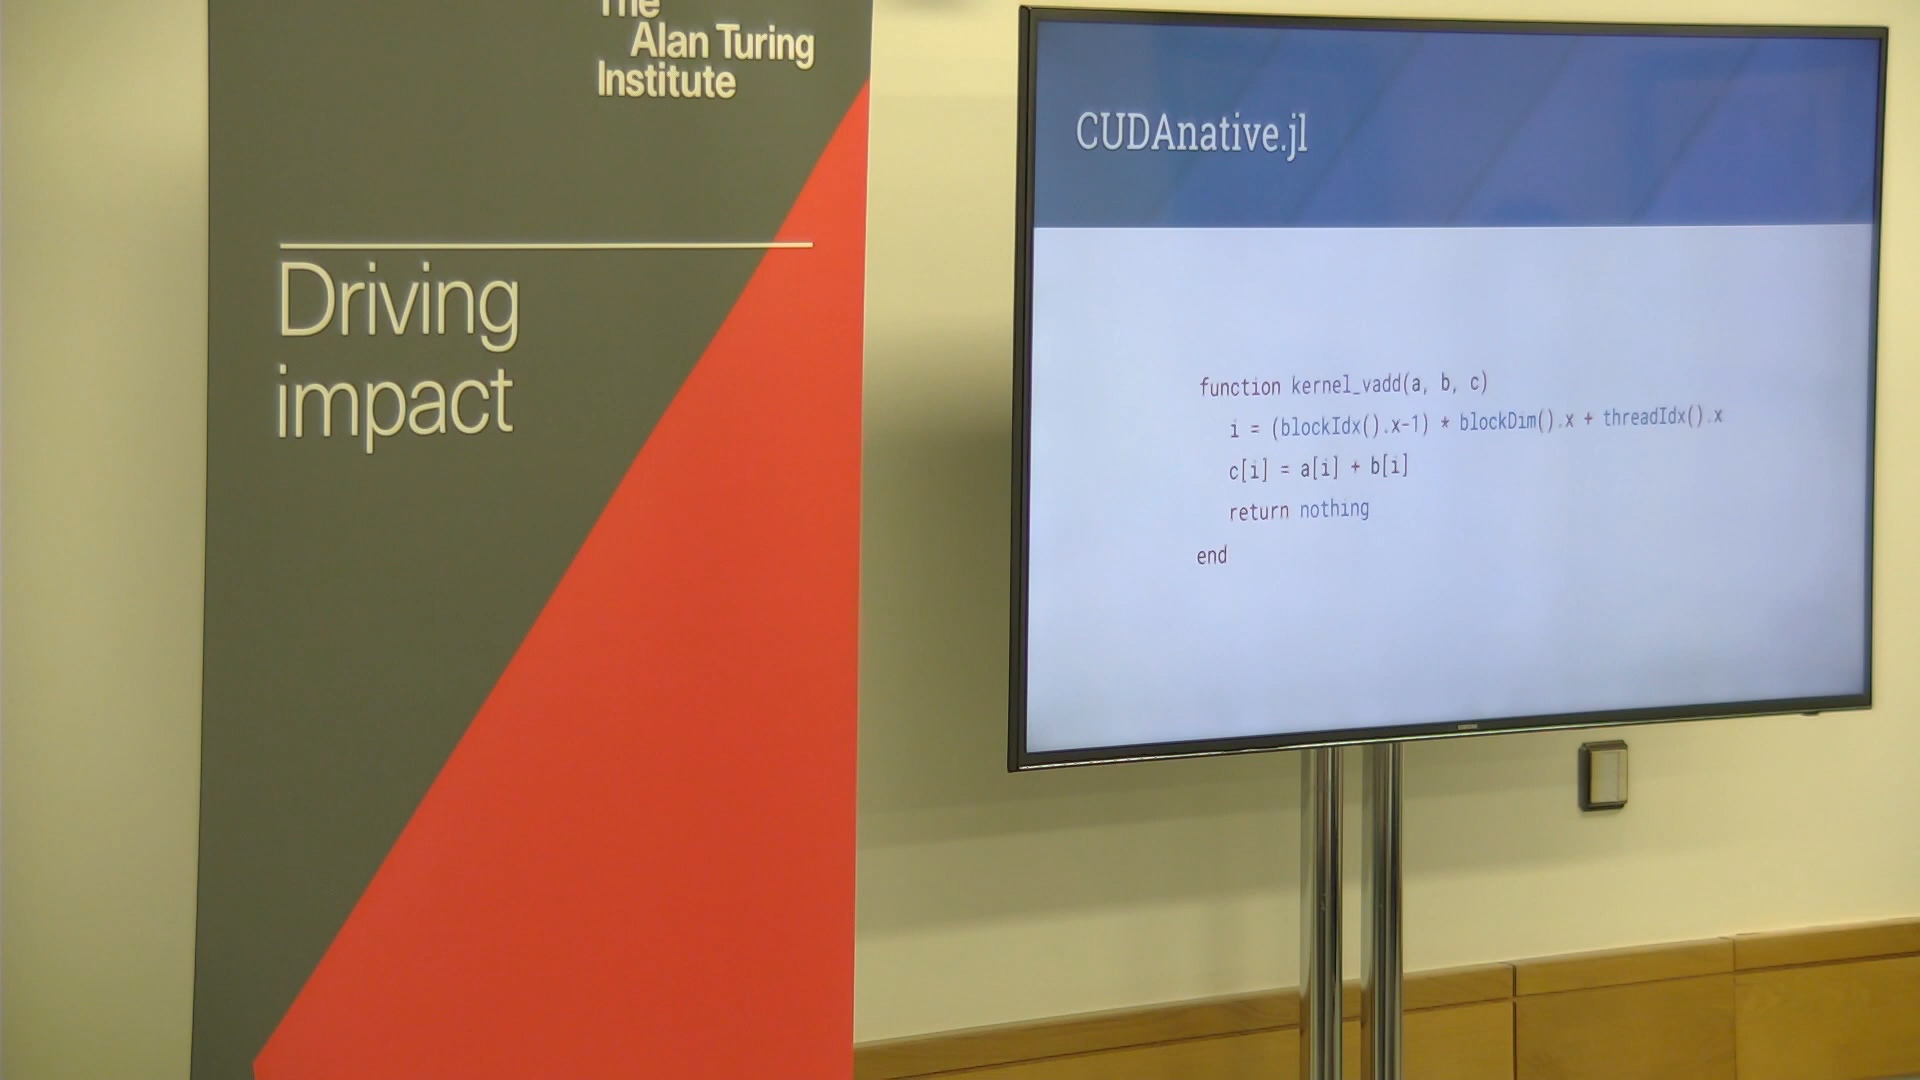 The
Alan Turing
Institute
Driving
impact
CUDAnative.jl
function kernel_vadd(a, b, c)
i = (blockIdx().x-1) * blockDim().x + threadIdx().x
c[i] = a[i] + b[i]
return nothing
end